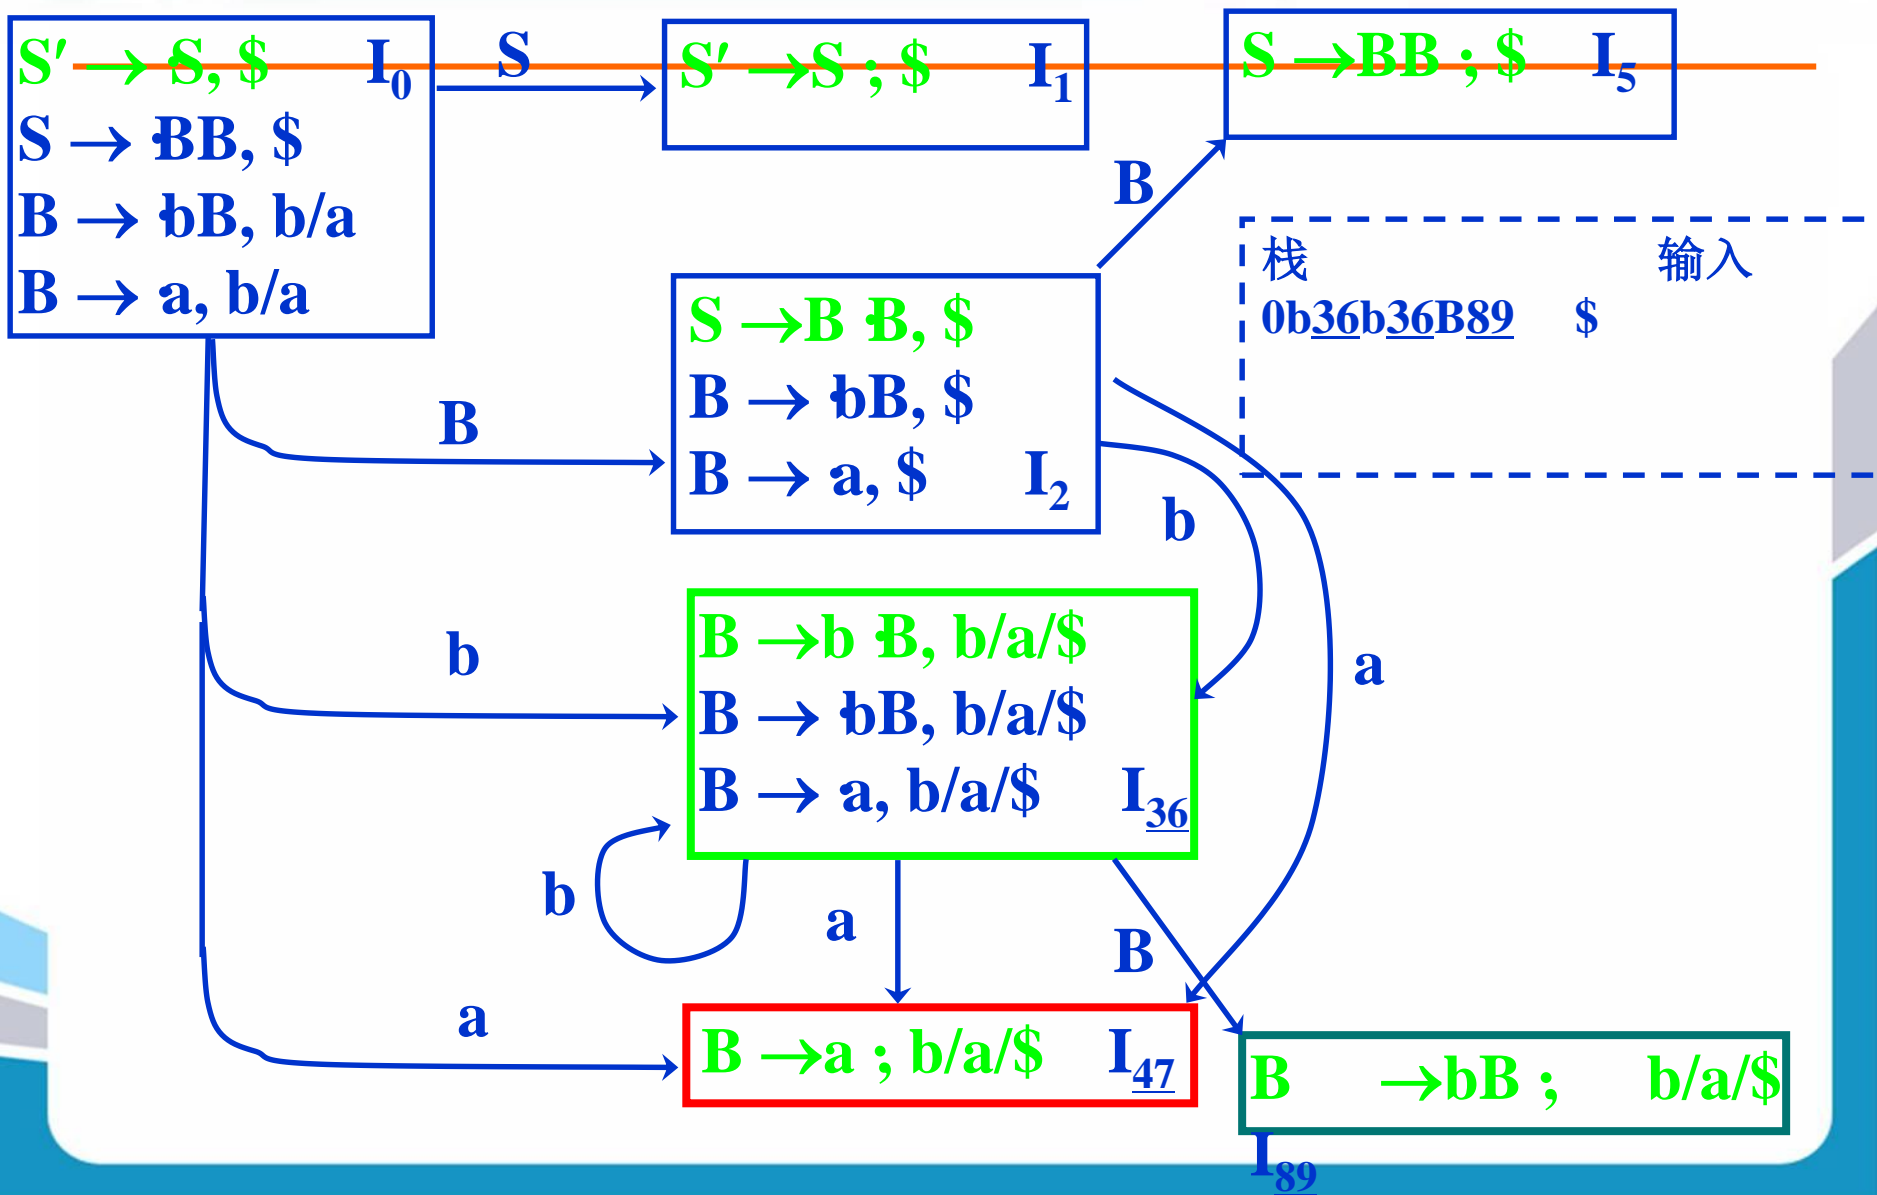 S′ → ·S, $ I0
S → ·BB, $
B → ·bB, b/a
B → ·a, b/a
S
S′ →S ·, $ I1
S →BB ·, $ I5
B
栈 输入
0b36b36B89 $
S →B ·B, $
B → ·bB, $
B → ·a, $ I2
B
b
a
B →b ·B, b/a/$
B → ·bB, b/a/$
B → ·a, b/a/$ I36
b
b
a
B
B →a ·, b/a/$ I47
a
B →bB ·, b/a/$
I89